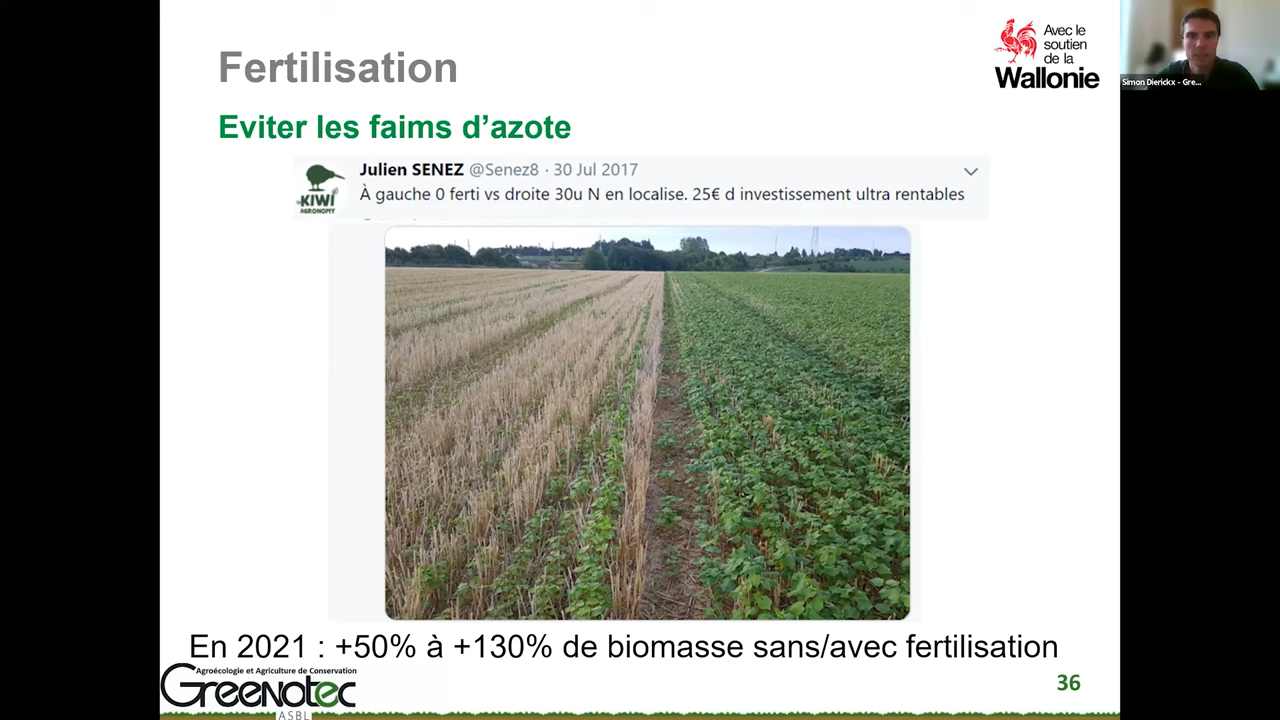 Fertilisation
Avec le
soutien
de la
Wallonie
Simon Dierickx - Gre...
Eviter les faims d'azote
Julien SENEZ @Senez8 · 30 Jul 2017
À gauche 0 ferti vs droite 30u N en localise. 25€ d investissement ultra rentables
KIWI
AGRONOMY
En 2021 : +50% à +130% de biomasse sans/avec fertilisation
Agroécologie et Agriculture de Conservation
Greenotec
ASBL
36